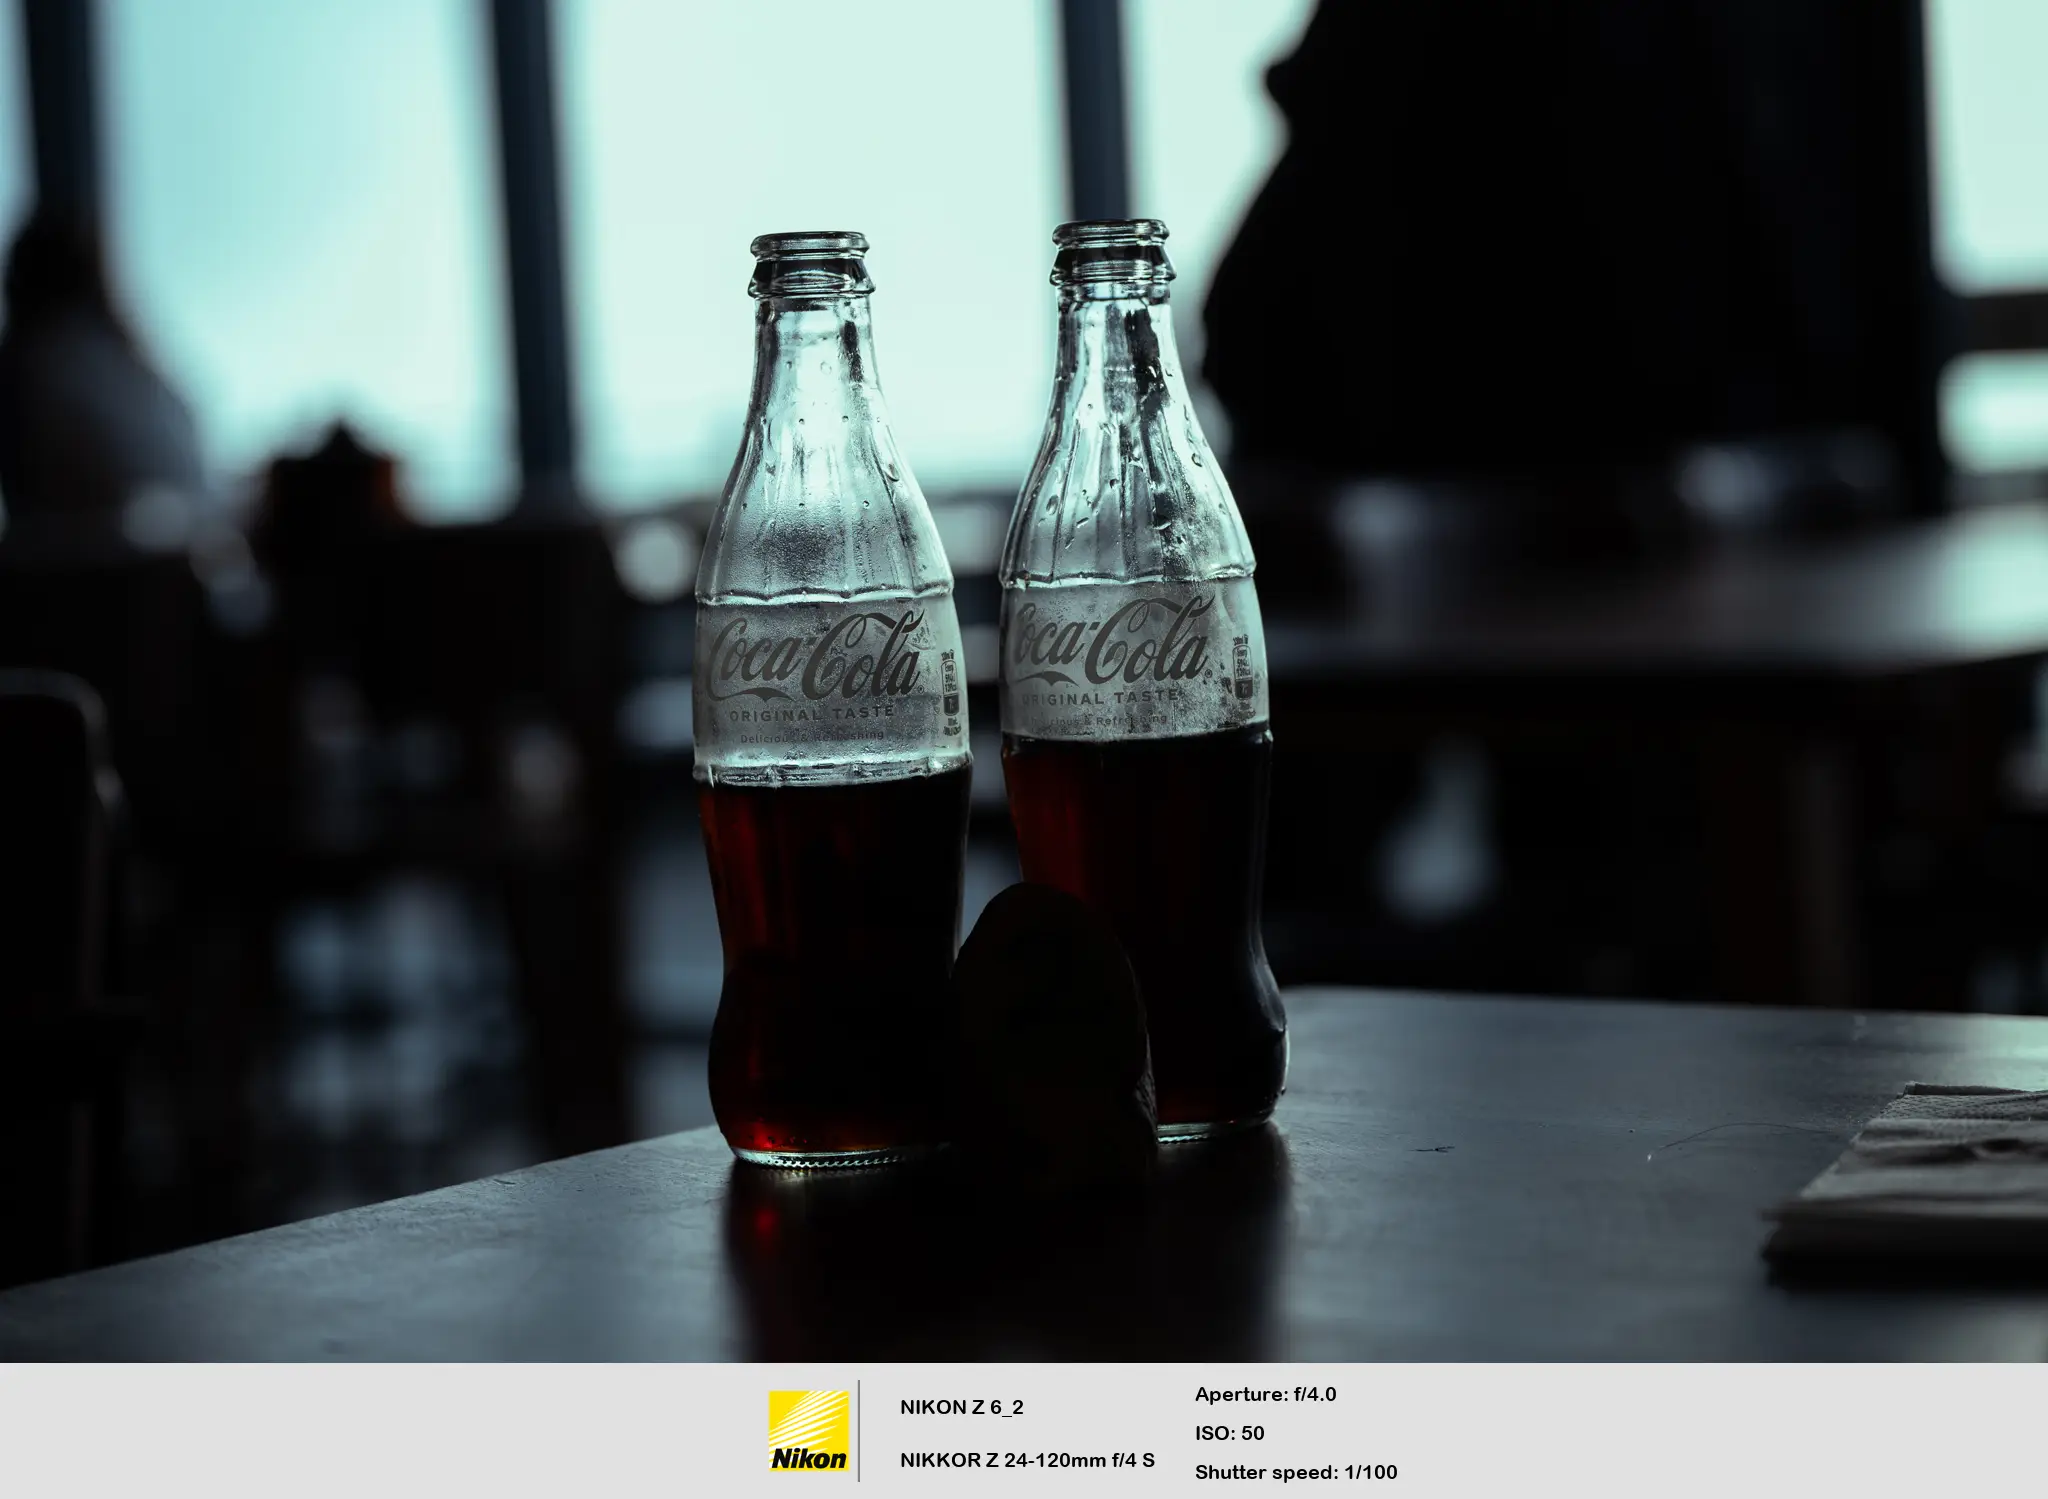 Coca-Cola
ORIGINAL TASTE
Delicious & Refreshing
Coca-Cola
ORIGINAL TASTE
& Refreshing
Nikon
NIKON Z 6_2
NIKKOR Z 24-120mm f/4 S
Aperture: f/4.0
ISO: 50
Shutter speed: 1/100